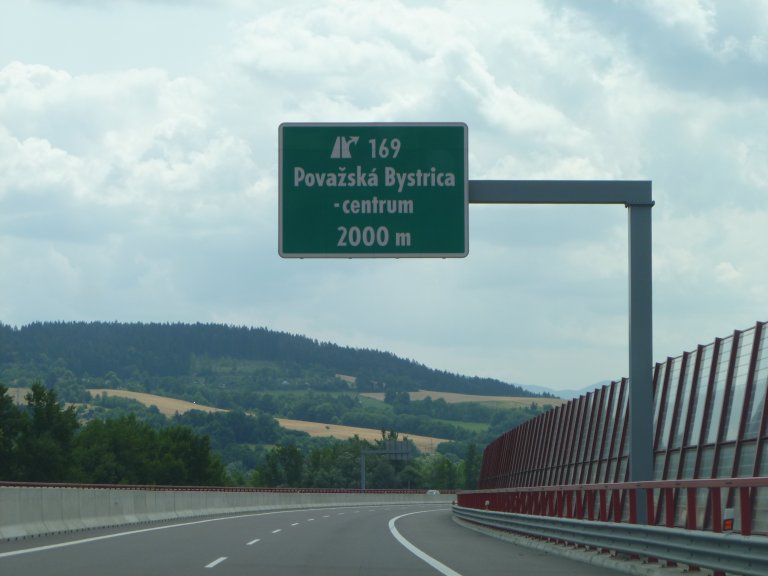 169
Považská Bystrica
-centrum
2000 m